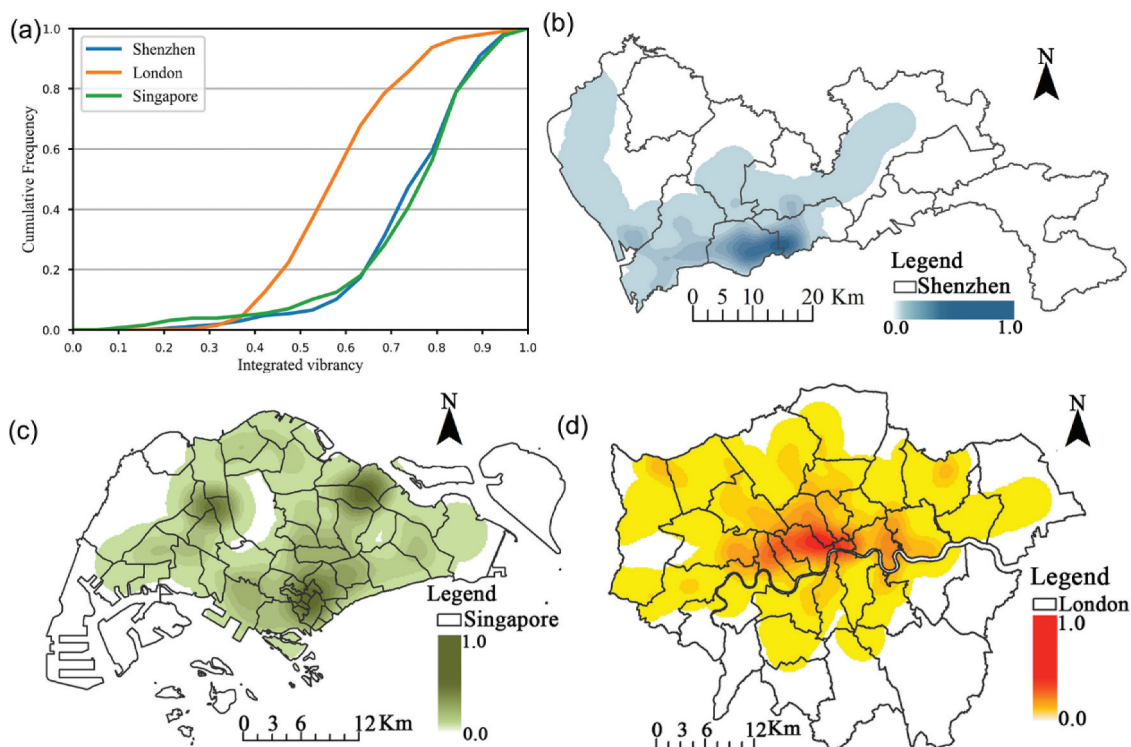 (a)
1.0
0.8
0.6
0.4
0.2
0.0
Cumulative Frequency
Shenzhen
London
Singapore
0.0 0.1 0.2 0.3 0.4 0.5 0.6 0.7 0.8 0.9 1.0
Integrated vibrancy
(b)
N
Legend
Shenzhen
0.0 1.0
0 5 10 20 Km
(c)
N
Legend
Singapore
1.0
0.0
0 3 6 12 Km
(d)
N
Legend
London
1.0
0.0
0 3 6 12 Km